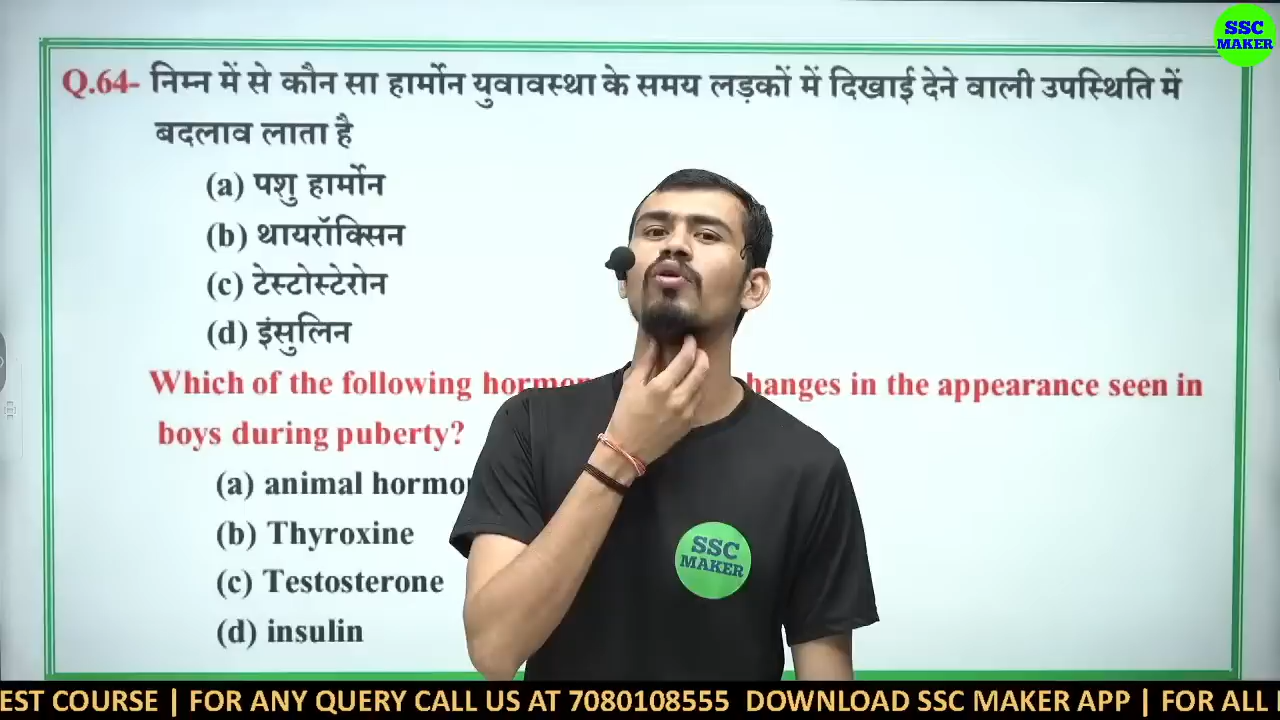 SSC
MAKER
Q.64- निम्न में से कौन सा हार्मोन युवावस्था के समय लड़कों में दिखाई देने वाली उपस्थिति में
बदलाव लाता है
(a) पशु हार्मोन
(b) थायरॉक्सिन
(c) टेस्टोस्टेरोन
(d) इंसुलिन
Which of the following hanges in the appearance seen in
boys during puberty?
(a) animal
(b) Thyroxine
(c) Testosterone
(d) insulin
SSC
MAKER
EST COURSE | FOR ANY QUERY CALL US AT 7080108555 DOWNLOAD SSC MAKER APP | FOR ALL